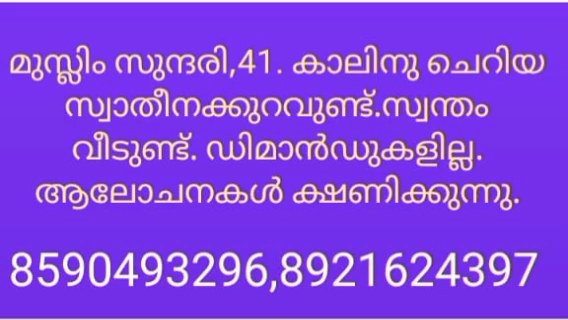 മുസ്ലിം സുന്ദരി,41. കാലിനു ചെറിയ
സ്വാതീനക്കുറവുണ്ട്.സ്വന്തം
വീടുണ്ട്. ഡിമാൻഡുകളില്ല.
ആലോചനകൾ ക്ഷണിക്കുന്നു.
8590493296,8921624397